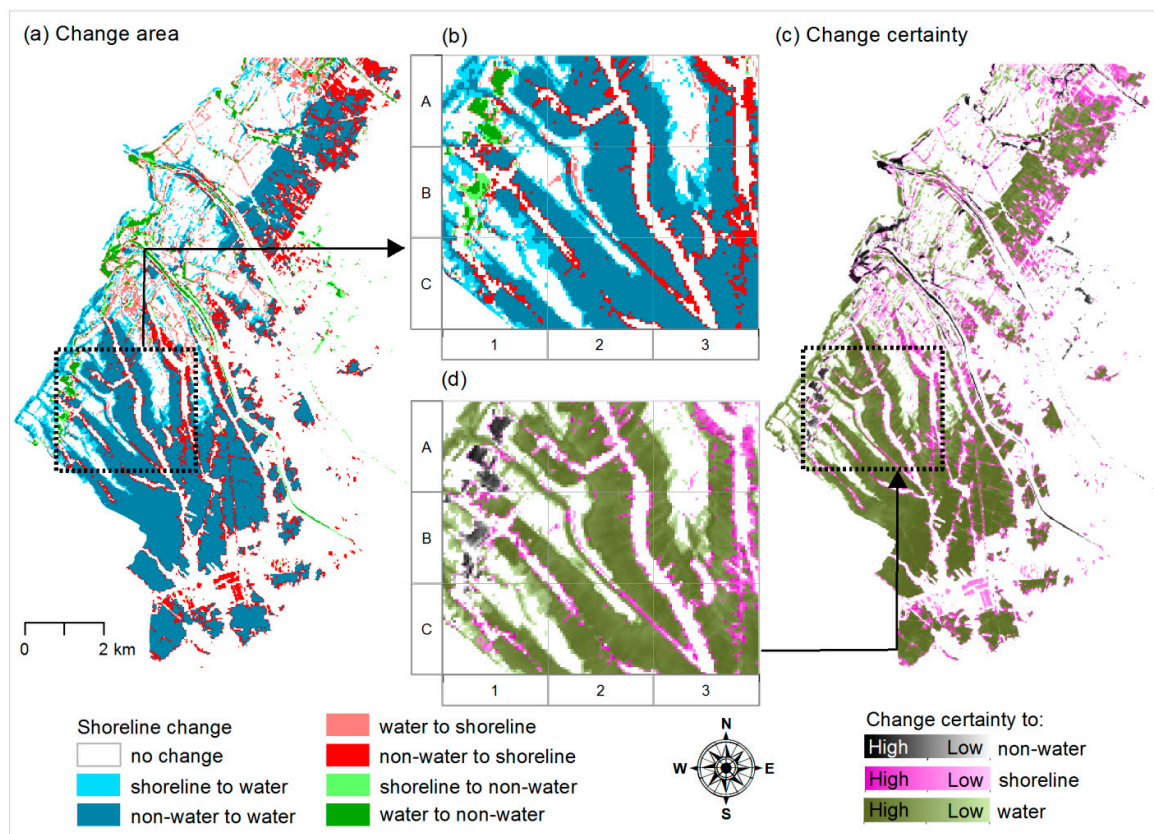 (a) Change area
(b)
(c) Change certainty
A
B
C
1 2 3
(d)
A
B
C
1 2 3
0 2 km
Shoreline change
no change
shoreline to water
non-water to water
water to shoreline
non-water to shoreline
shoreline to non-water
water to non-water
N
W E
S
Change certainty to:
High Low non-water
High Low shoreline
High Low water